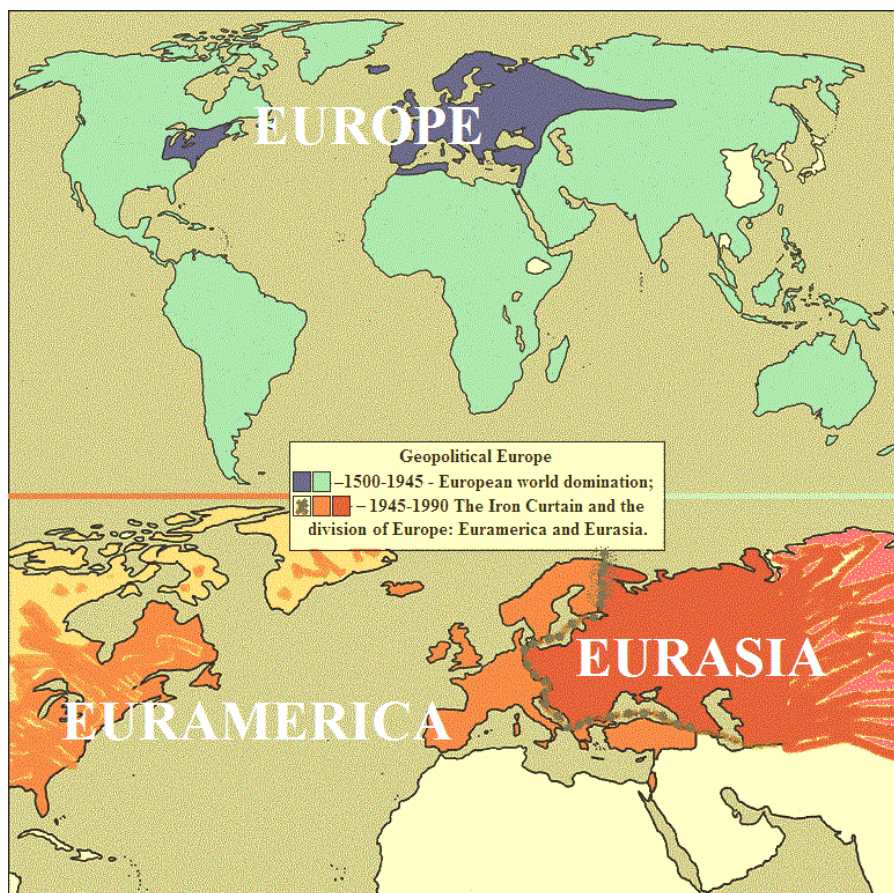 EUROPE
Geopolitical Europe
–1500-1945 - European world domination;
– 1945-1990 The Iron Curtain and the
division of Europe: Euramerica and Eurasia.
EURASIA
EURAMERICA